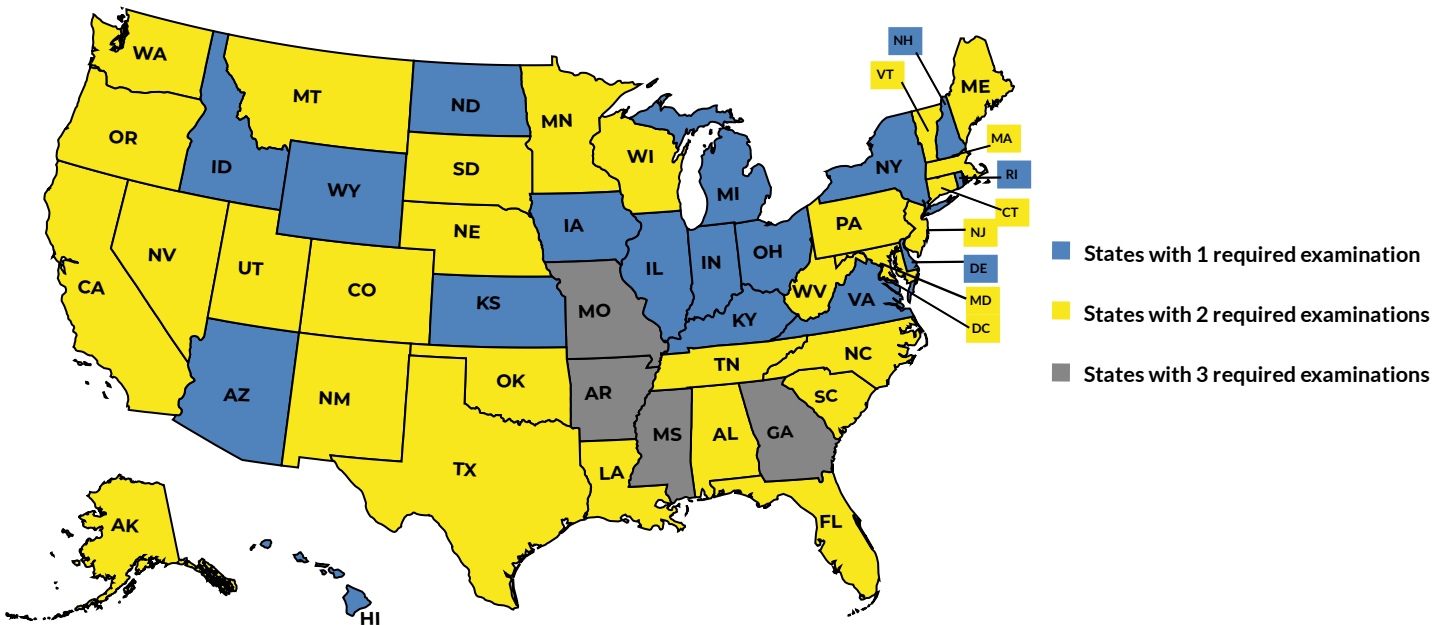 NH
WA
VT
ME
MT
ND
MN
OR
MA
WI
NY
ID
SD
RI
WY
MI
CT
IA
PA
NE
NJ
NV
OH
States with 1 required examination
UT
IL
IN
DE
CA
CO
WV
VA
MD
KS
MO
KY
DC
States with 2 required examinations
NC
TN
States with 3 required examinations
OK
AZ
AR
NM
SC
MS
AL
GA
TX
LA
AK
FL
HI